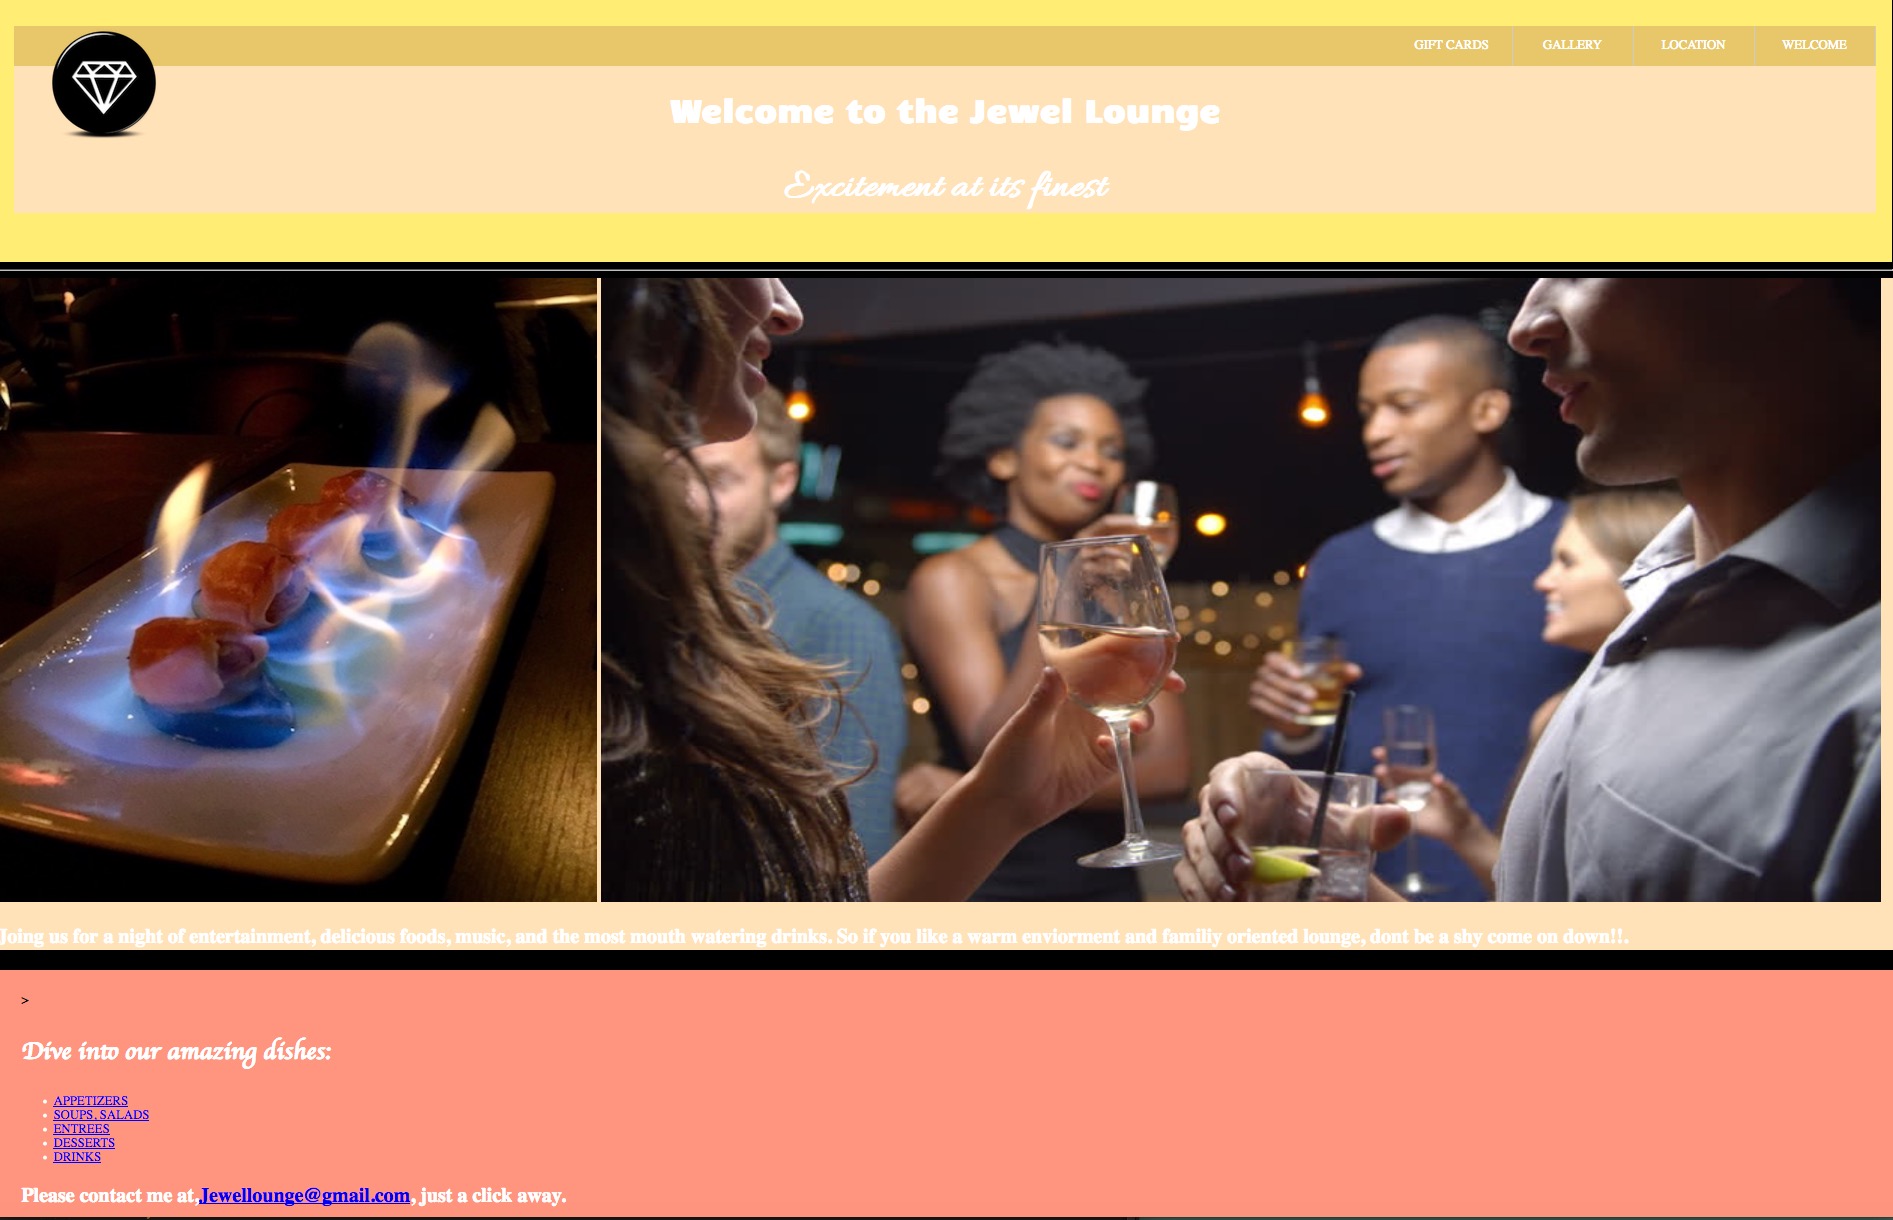 GIFT CARDS GALLERY LOCATION WELCOME
Welcome to the Jewel Lounge
Excitement at its finest
Joing us for a night of entertainment, delicious foods, music, and the most mouth watering drinks. So if you like a warm enviorment and familiy oriented lounge, dont be a shy come on down!!.
>
Dive into our amazing dishes:
• APPETIZERS
• SOUPS, SALADS
• ENTREES
• DESSERTS
• DRINKS
Please contact me at,Jewellounge@gmail.com, just a click away.